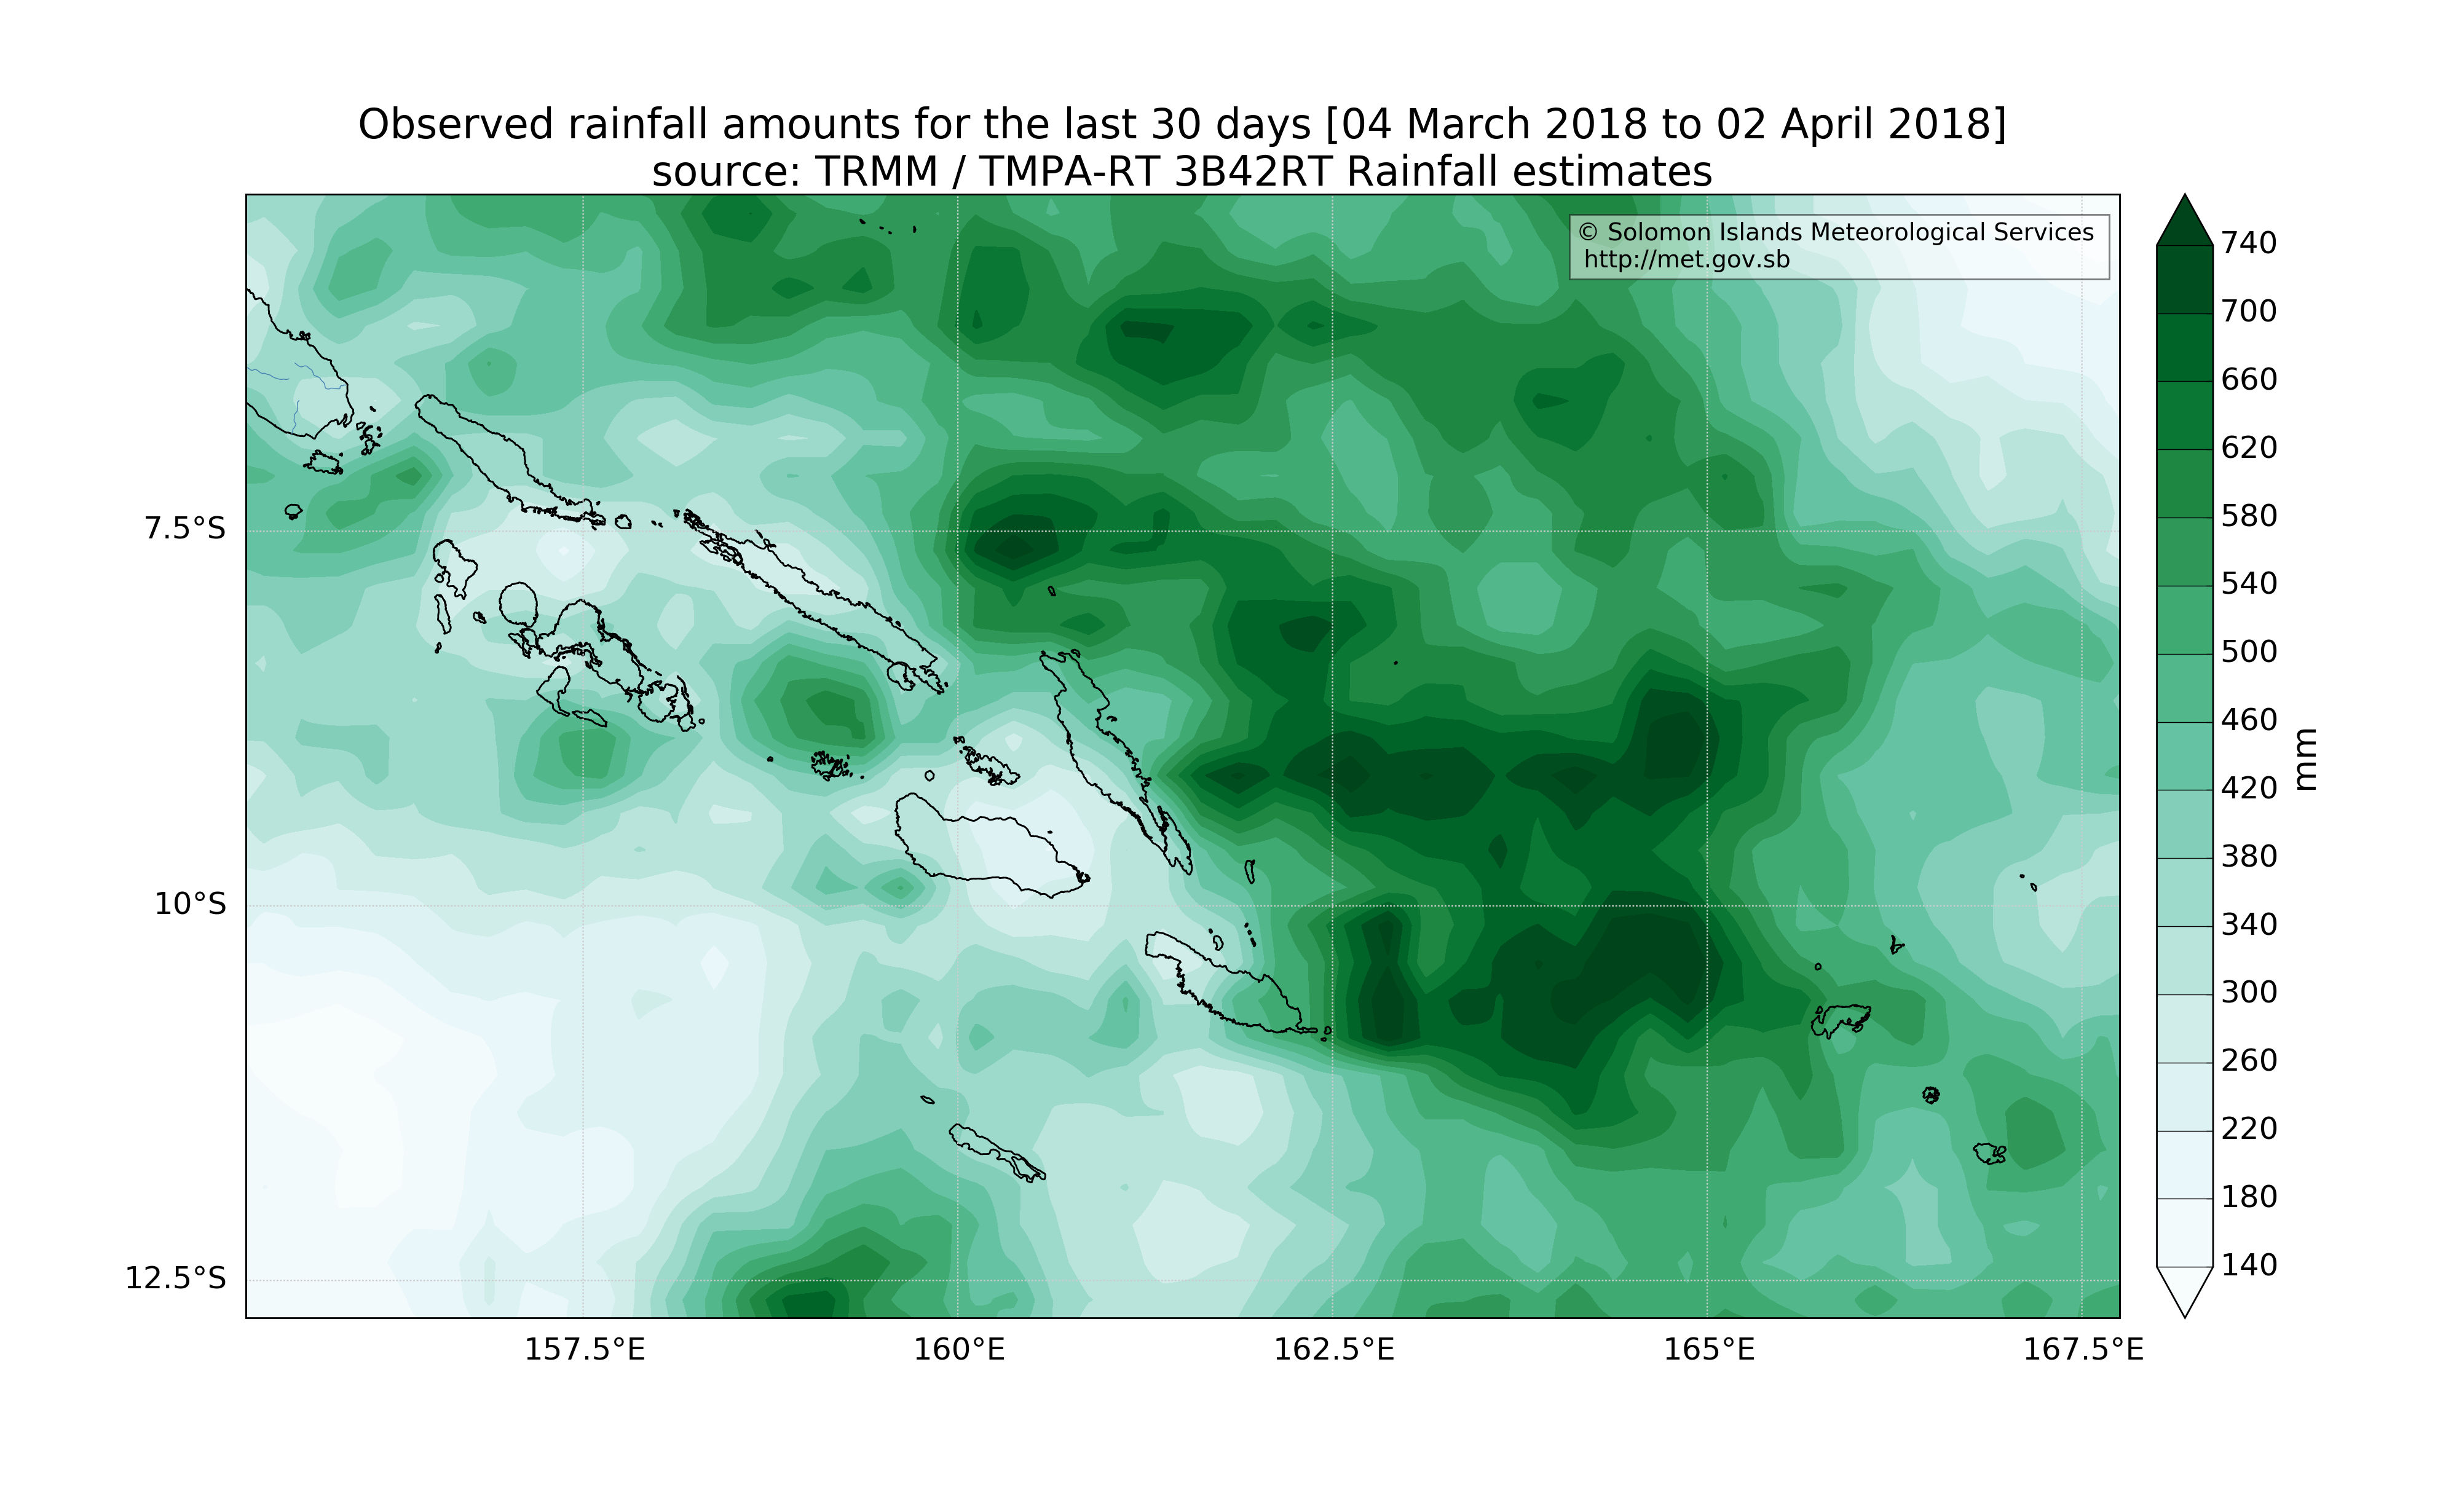 Observed rainfall amounts for the last 30 days [04 March 2018 to 02 April 2018]
source: TRMM / TMPA-RT 3B42RT Rainfall estimates
© Solomon Islands Meteorological Services
http://met.gov.sb
7.5°S
10°S
12.5°S
157.5°E
160°E
162.5°E
165°E
167.5°E
740
700
660
620
580
540
500
460
420
380
340
300
260
220
180
140
mm